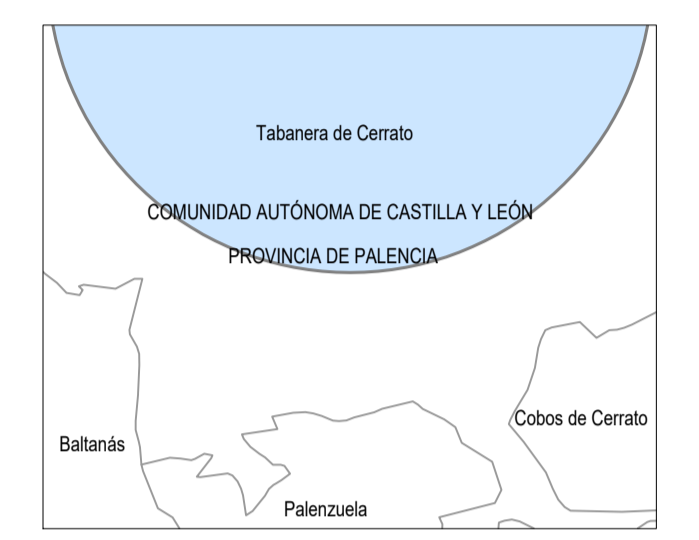 Tabanera de Cerrato
COMUNIDAD AUTÓNOMA DE CASTILLA Y LEÓN
PROVINCIA DE PALENCIA
Cobos de Cerrato
Baltanás
Palenzuela